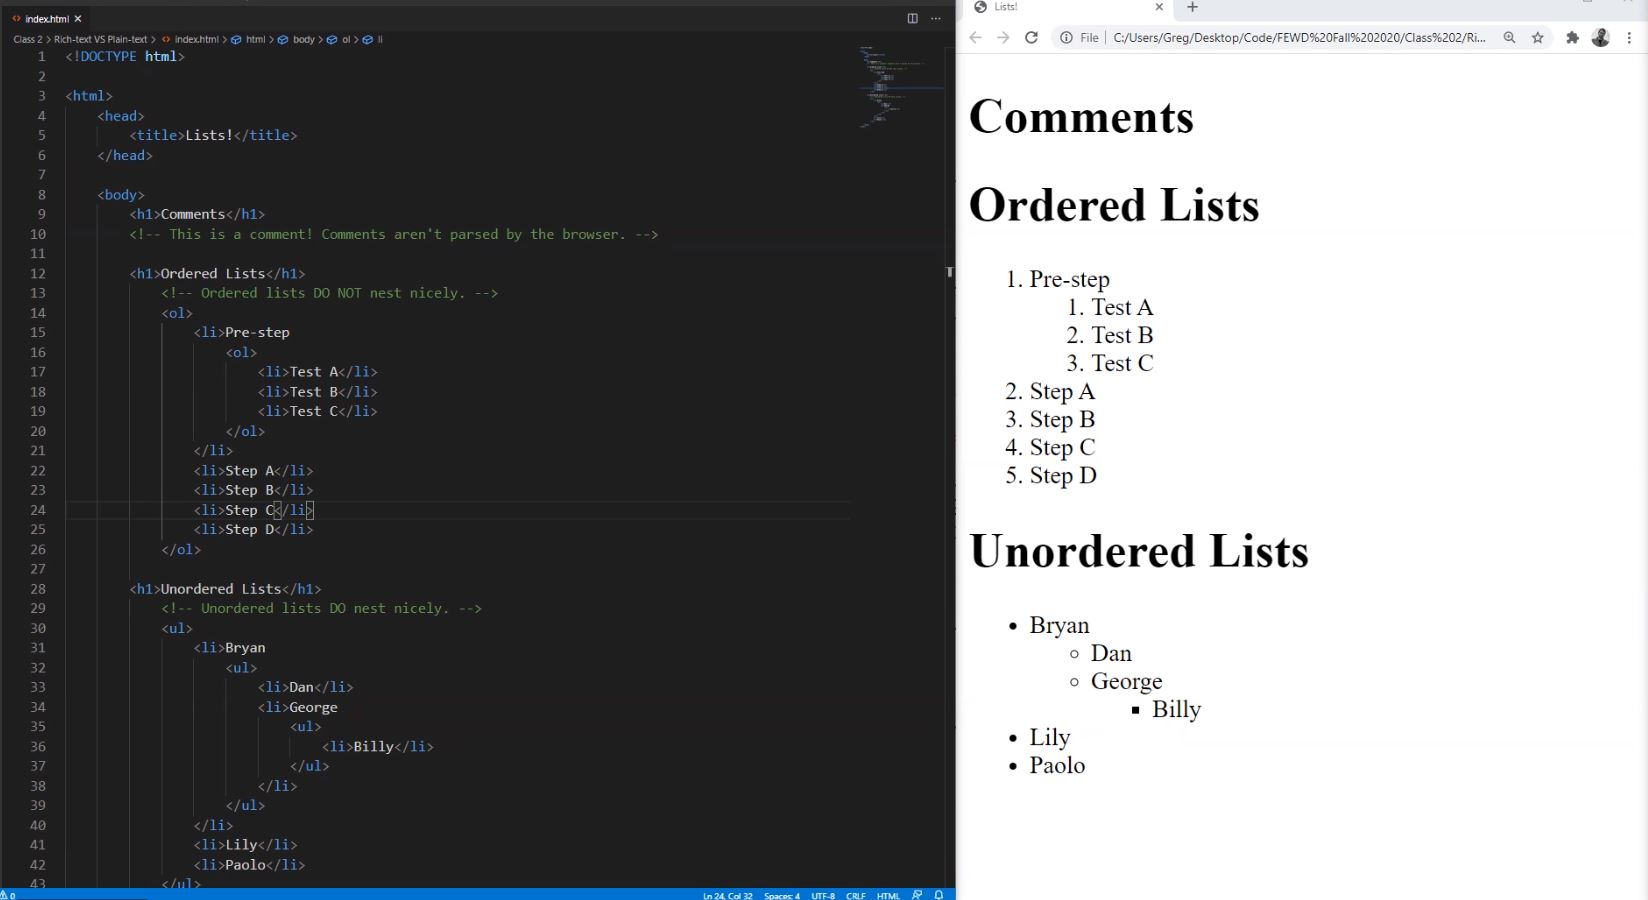 index.html
Class 2 > Rich-text VS Plain-text > index.html > html > body > ol > li
1 <!DOCTYPE html>
2
3 <html>
4 <head>
5 <title>Lists!</title>
6 </head>
7
8 <body>
9 <h1>Comments</h1>
10 <!-- This is a comment! Comments aren't parsed by the browser. -->
11
12 <h1>Ordered Lists</h1>
13 <!-- Ordered lists DO NOT nest nicely. -->
14 <ol>
15 <li>Pre-step
16 <ol>
17 <li>Test A</li>
18 <li>Test B</li>
19 <li>Test C</li>
20 </ol>
21 </li>
22 <li>Step A</li>
23 <li>Step B</li>
24 <li>Step C</li>
25 <li>Step D</li>
26 </ol>
27
28 <h1>Unordered Lists</h1>
29 <!-- Unordered lists DO nest nicely. -->
30 <ul>
31 <li>Bryan
32 <ul>
33 <li>Dan</li>
34 <li>George
35 <ul>
36 <li>Billy</li>
37 </ul>
38 </li>
39 </ul>
40 </li>
41 <li>Lily</li>
42 <li>Paolo</li>
43 </ul>
0
Ln 24, Col 32 Spaces: 4 UTF-8 CRLF HTML
Lists!
File | C:/Users/Greg/Desktop/Code/FEWD%20Fall%202020/Class%202/Ri...
Comments
Ordered Lists
1. Pre-step
1. Test A
2. Test B
3. Test C
2. Step A
3. Step B
4. Step C
5. Step D
Unordered Lists
• Bryan
○ Dan
○ George
▪ Billy
• Lily
• Paolo